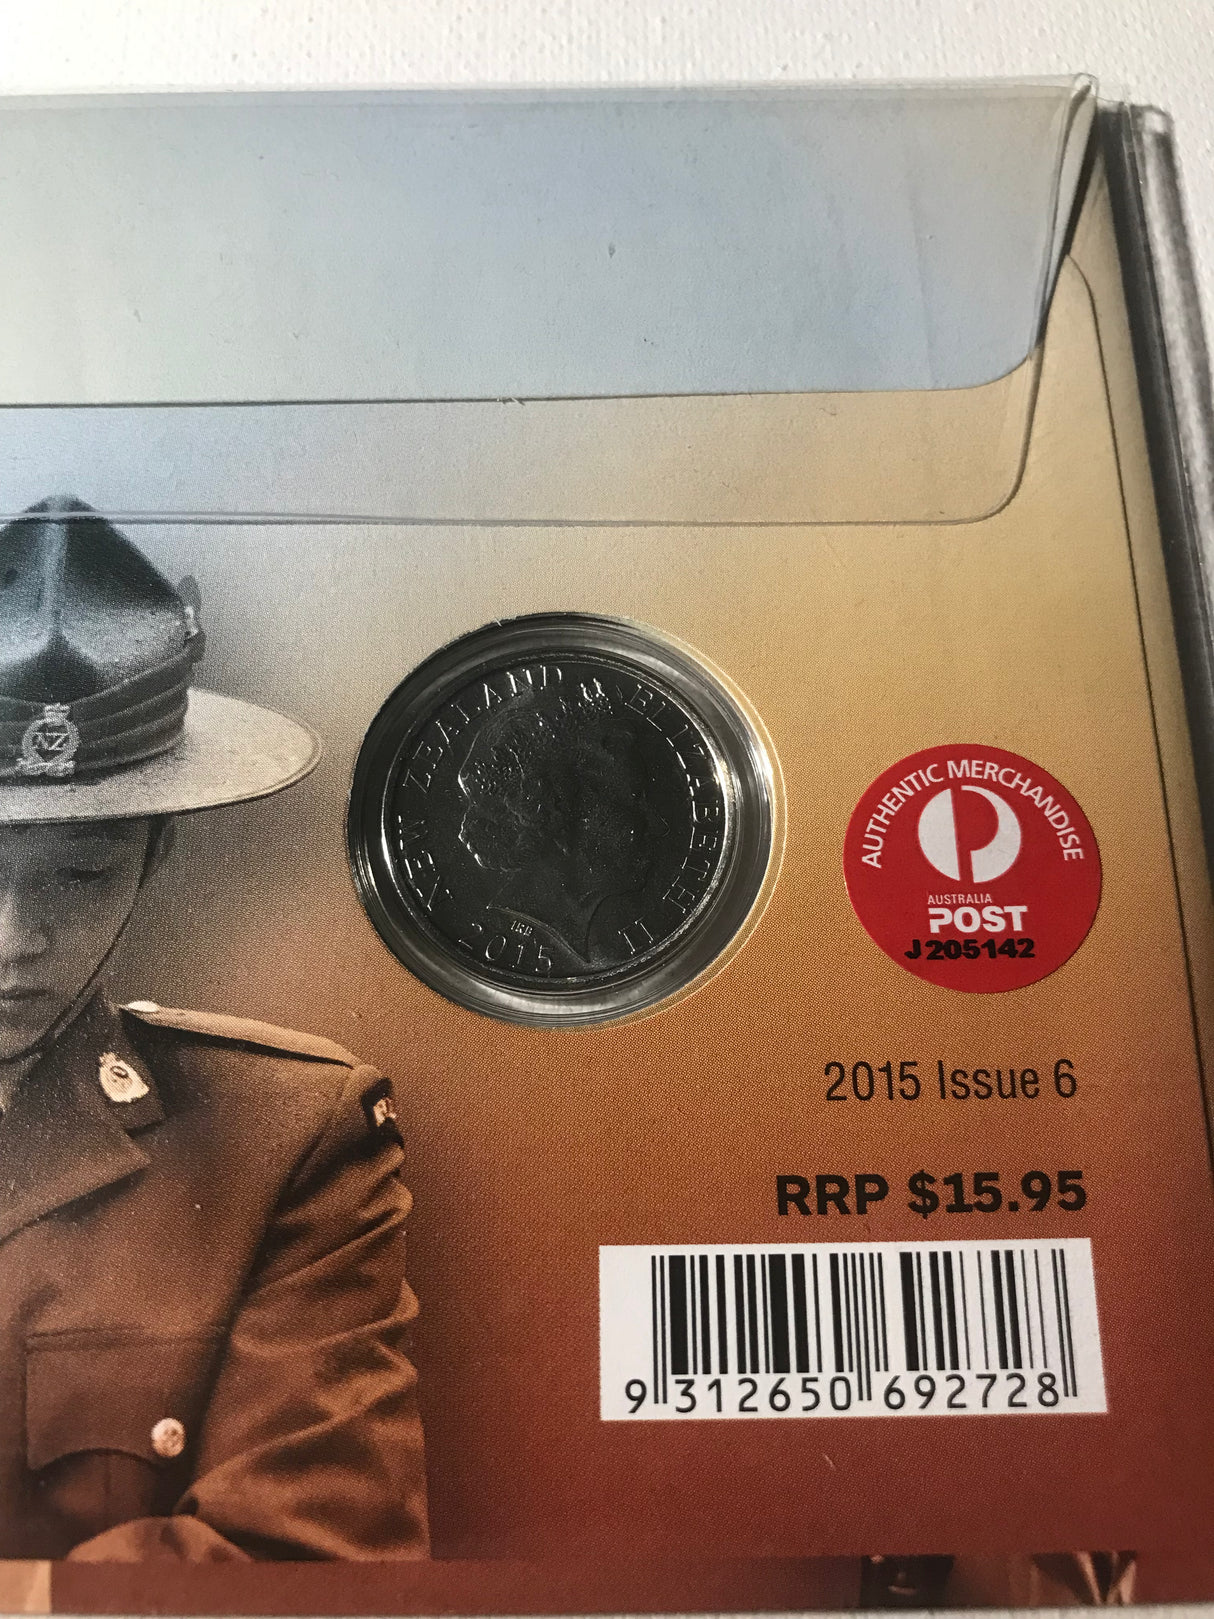 NZ
NEW ZEALAND ELIZABETH II
IRB
2015
AUTHENTIC MERCHANDISE
AUSTRALIA
POST
J205142
2015 Issue 6
RRP $15.95
9 312650 692728